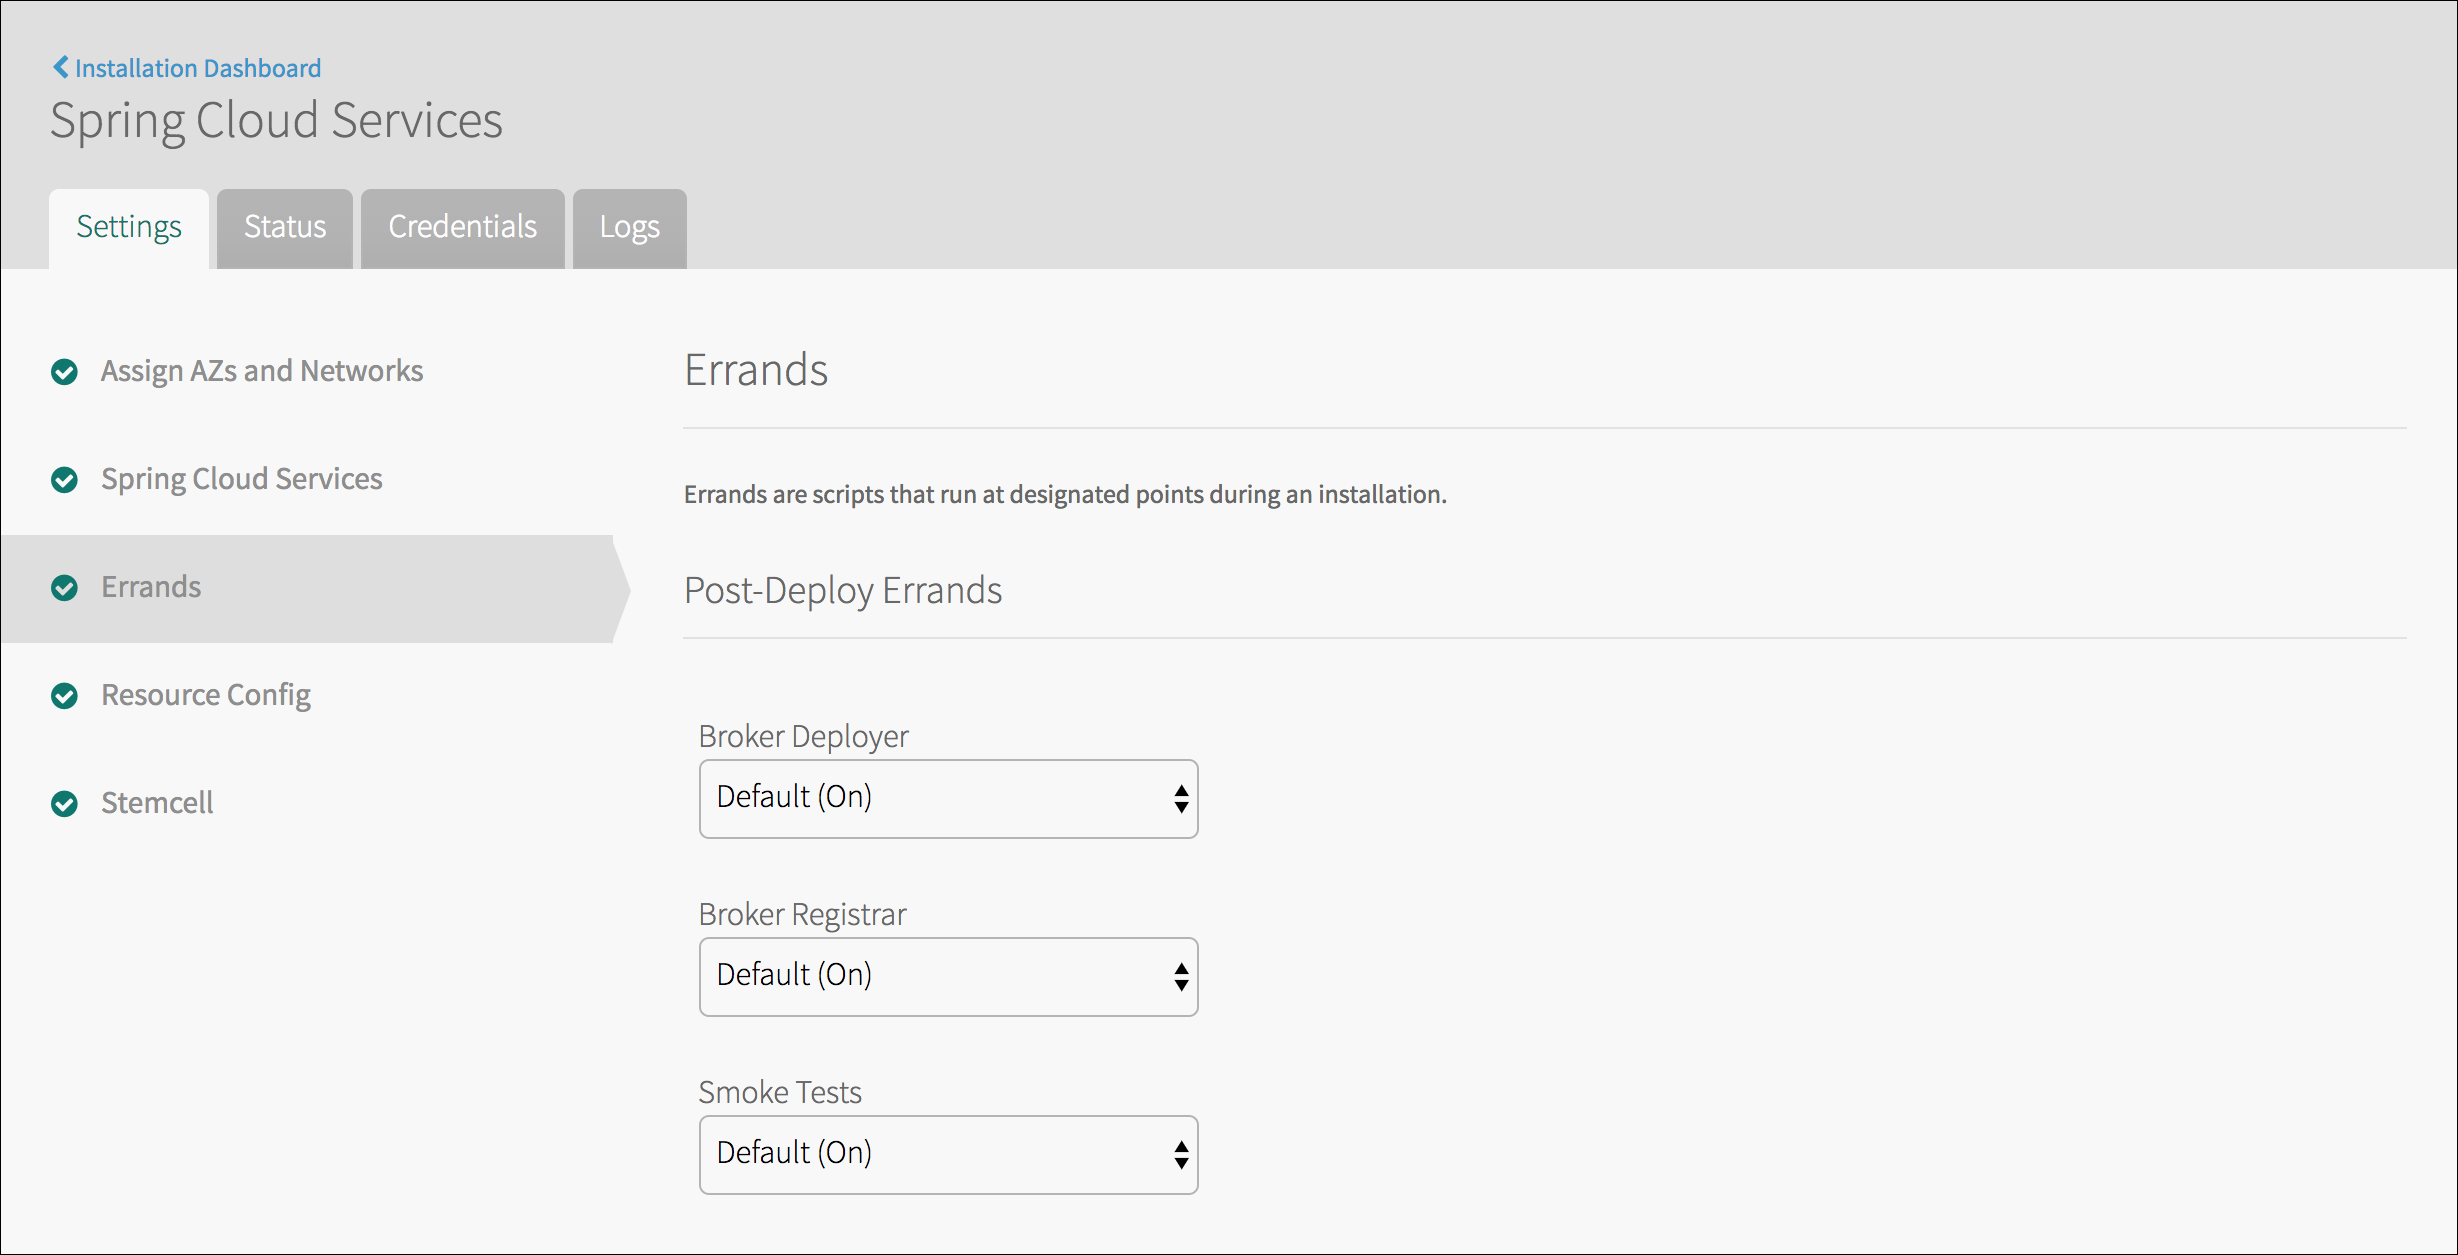 Installation Dashboard
Spring Cloud Services
Settings
Status
Credentials
Logs
Assign AZs and Networks
Spring Cloud Services
Errands
Resource Config
Stemcell
Errands
Errands are scripts that run at designated points during an installation.
Post-Deploy Errands
Broker Deployer
Default (On)
Broker Registrar
Default (On)
Smoke Tests
Default (On)